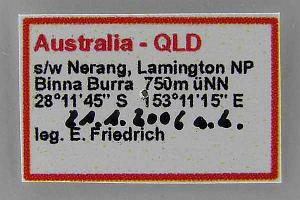 Australia - QLD
s/w Nerang, Lamington NP
Binna Burra 750m üNN
28°11'45" S 153°11'15" E
21.1.2006 a.l.
leg. E. Friedrich